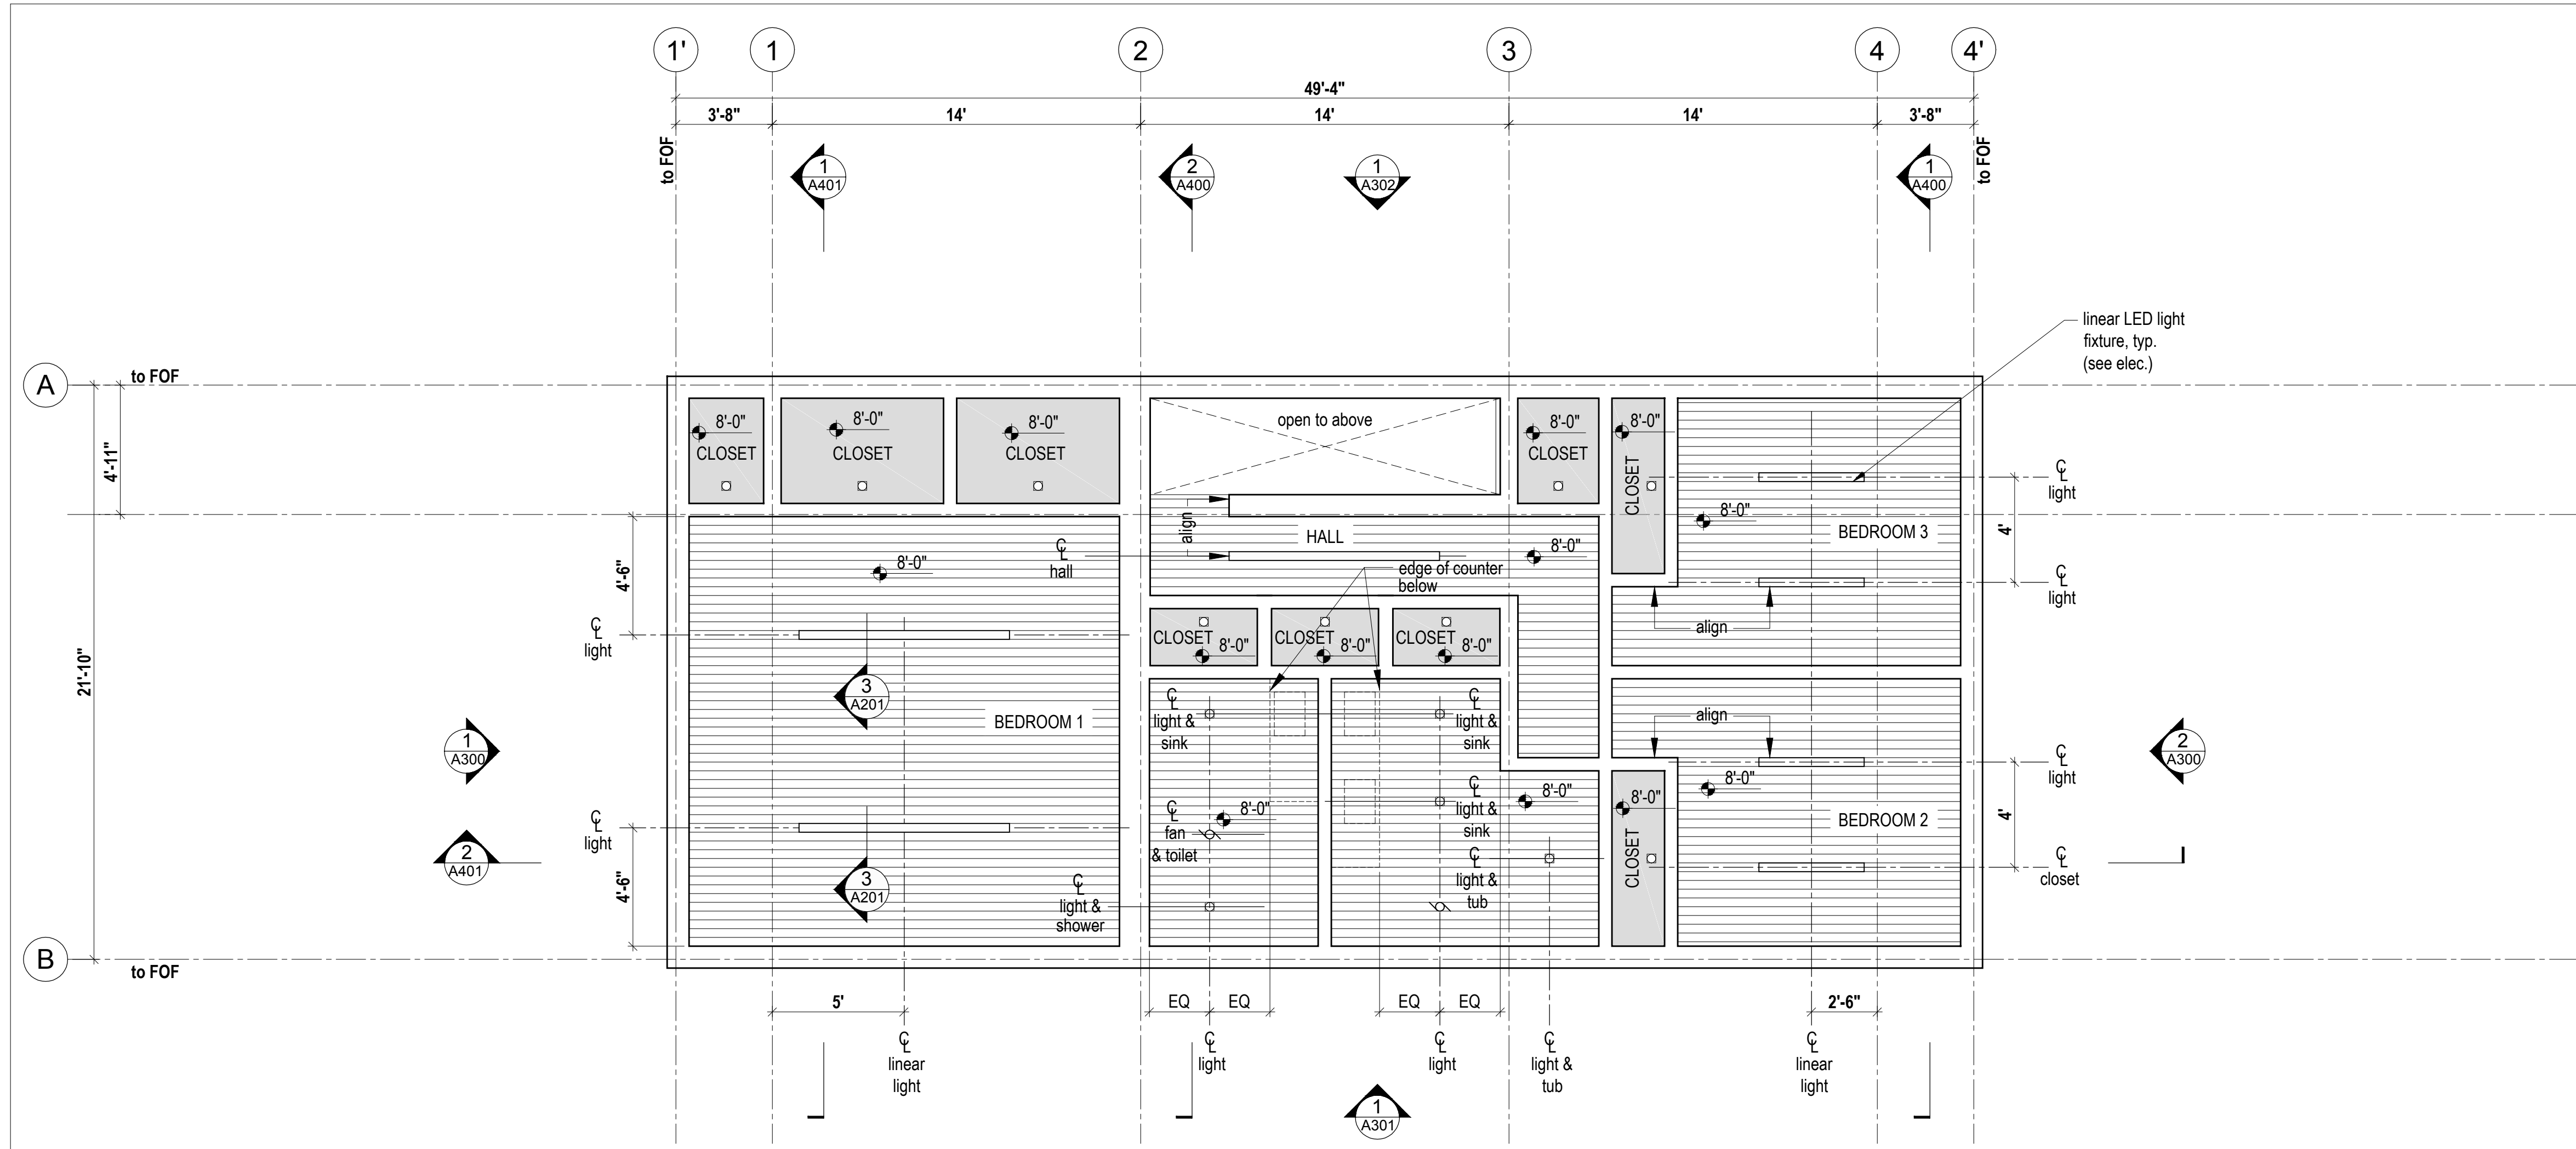 1' 1 2 3 4 4'
49'-4"
3'-8" 14' 14' 14' 3'-8"
to FOF
to FOF
1
A401
2
A400
1
A302
1
A400
linear LED light
fixture, typ.
(see elec.)
A
to FOF
4'-11"
21'-10"
8'-0"
CLOSET
8'-0"
CLOSET
8'-0"
CLOSET
open to above
8'-0"
CLOSET
8'-0"
CLOSET
℄
light
align
HALL
8'-0"
BEDROOM 3
4'
4'-6"
8'-0"
℄
hall
8'-0"
edge of counter
below
℄
light
align
℄
light
CLOSET
8'-0"
CLOSET
8'-0"
CLOSET
8'-0"
3
A201
BEDROOM 1
℄
light &
sink
℄
light &
sink
align
1
A300
℄
light
2
A300
8'-0"
℄
light &
sink
8'-0"
8'-0"
8'-0"
℄
fan
& toilet
BEDROOM 2
4'
℄
light
2
A401
℄
light &
tub
CLOSET
℄
closet
3
A201
4'-6"
℄
light &
shower
B
to FOF
5'
EQ EQ
EQ EQ
2'-6"
℄
linear
light
℄
light
℄
light
℄
light &
tub
℄
linear
light
1
A301